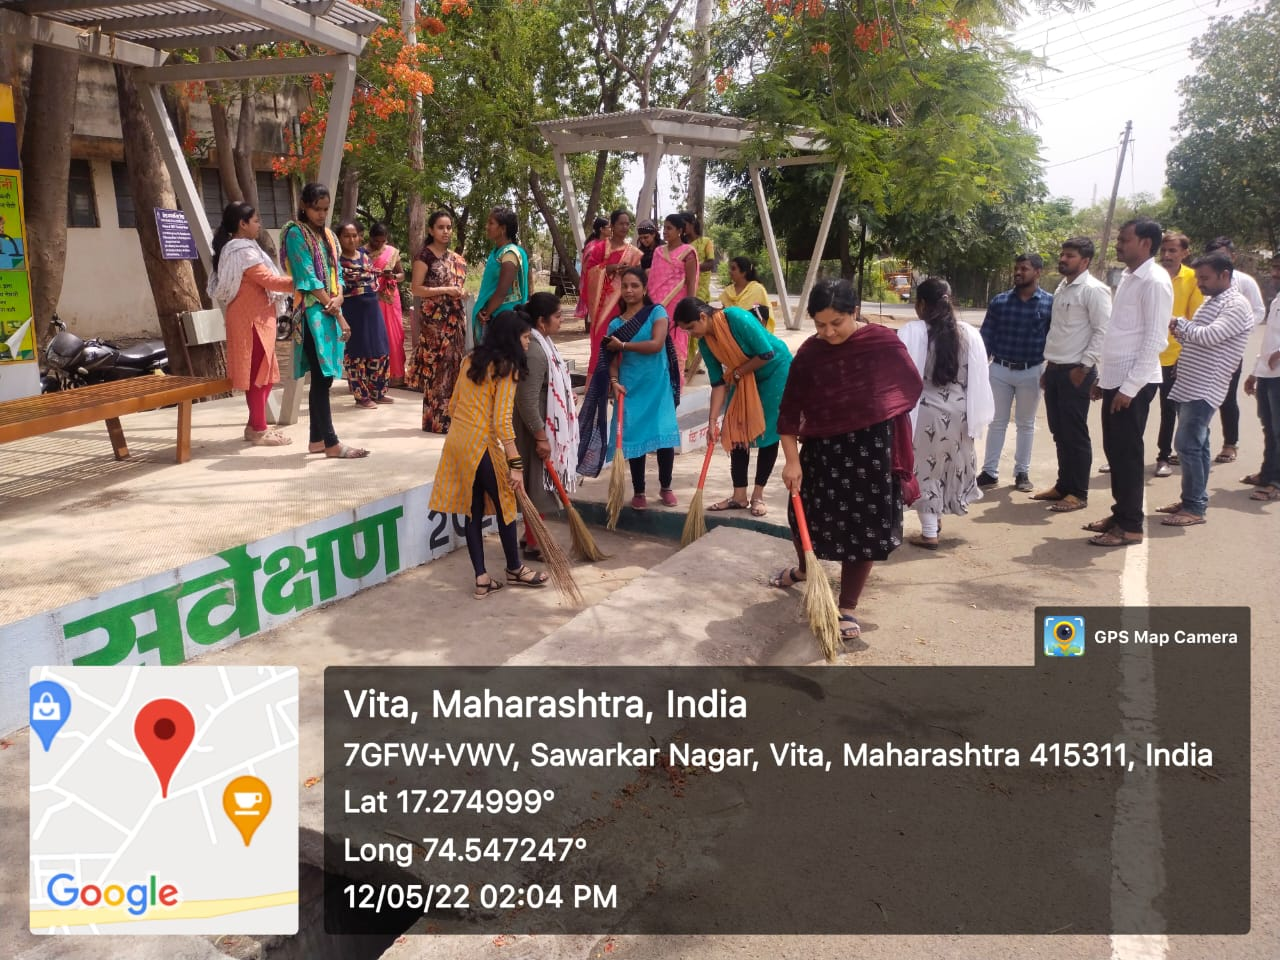 सर्वेक्षण 20
GPS Map Camera
Vita, Maharashtra, India
7GFW+VWV, Sawarkar Nagar, Vita, Maharashtra 415311, India
Lat 17.274999°
Long 74.547247°
12/05/22 02:04 PM
Google